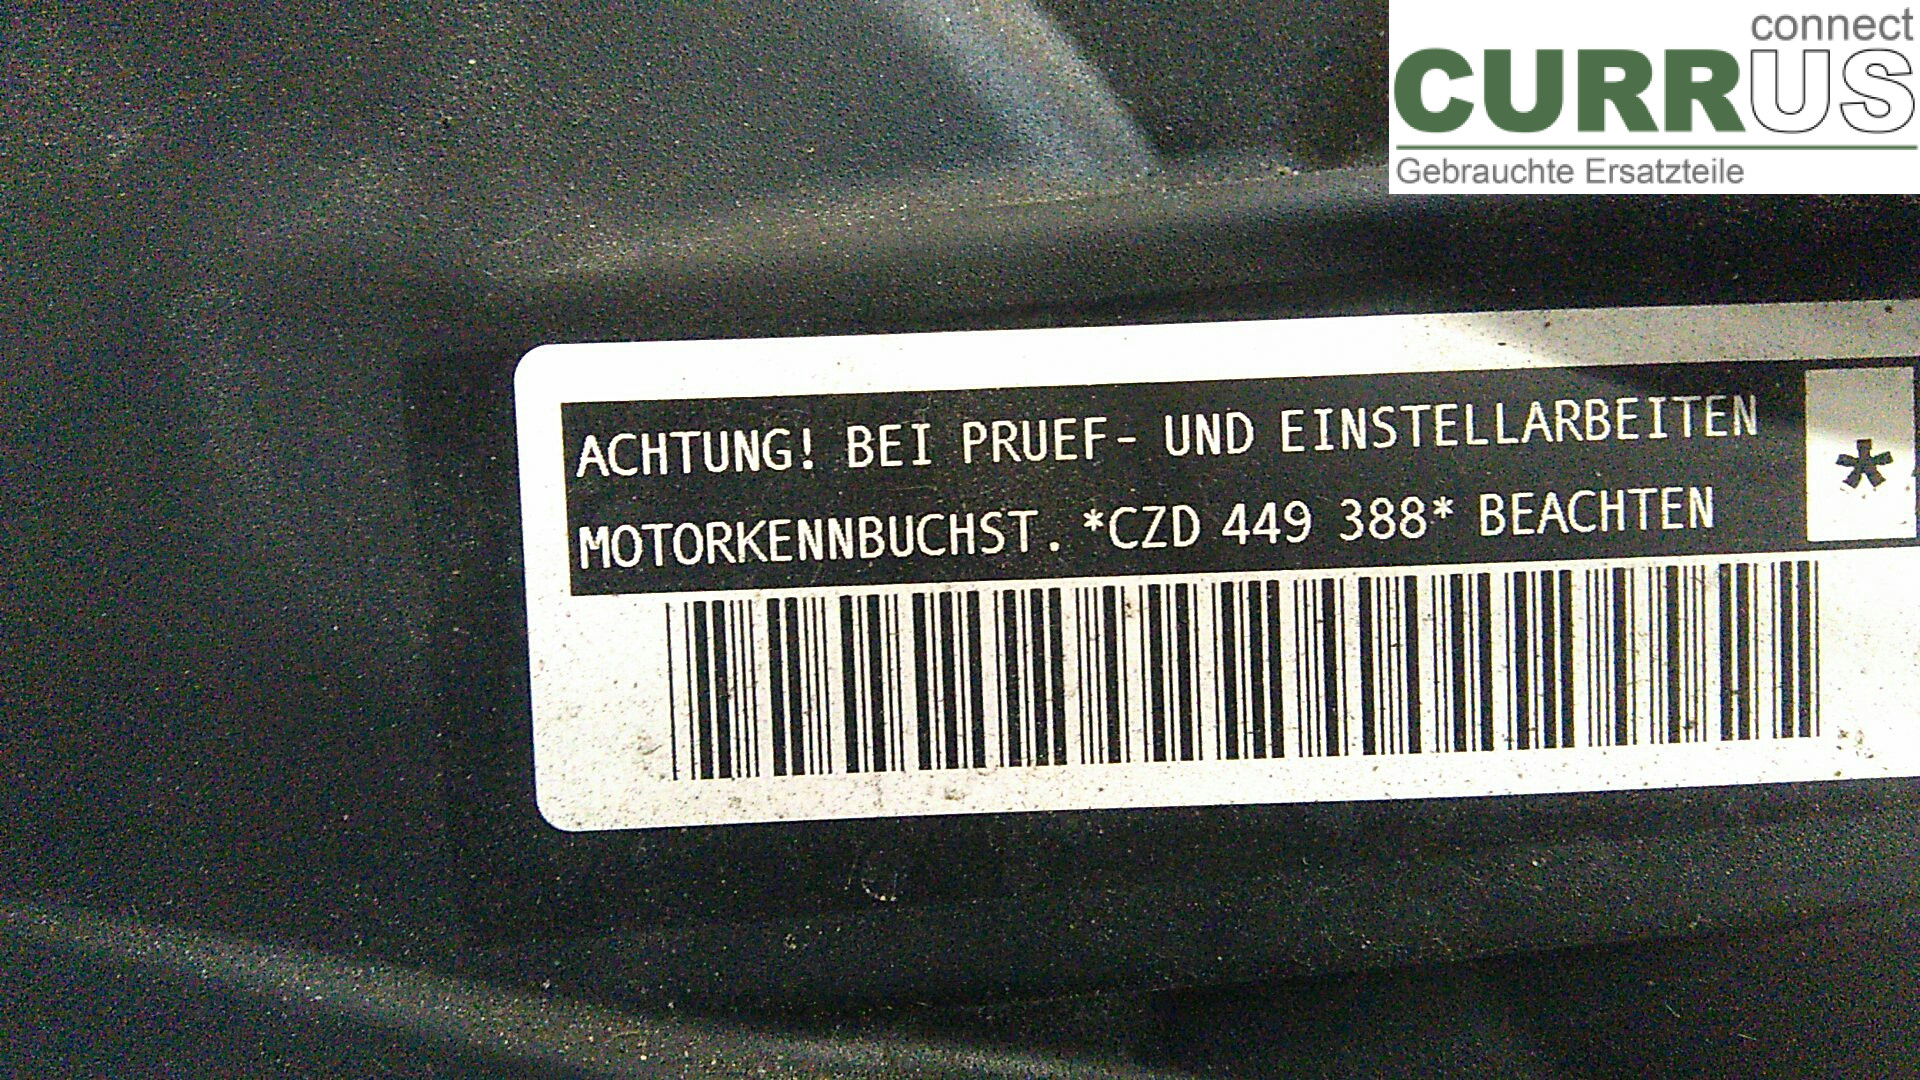 connect
CURRUS
Gebrauchte Ersatzteile
ACHTUNG! BEI PRUEF- UND EINSTELLARBEITEN
MOTORKENNBUCHST. *CZD 449 388* BEACHTEN
*